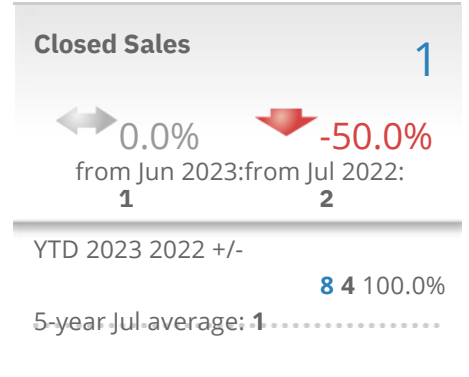 Closed Sales
1
0.0% -50.0%
from Jun 2023:from Jul 2022:
1 2
YTD 2023 2022 +/-
8 4 100.0%
5-year Jul average: 1